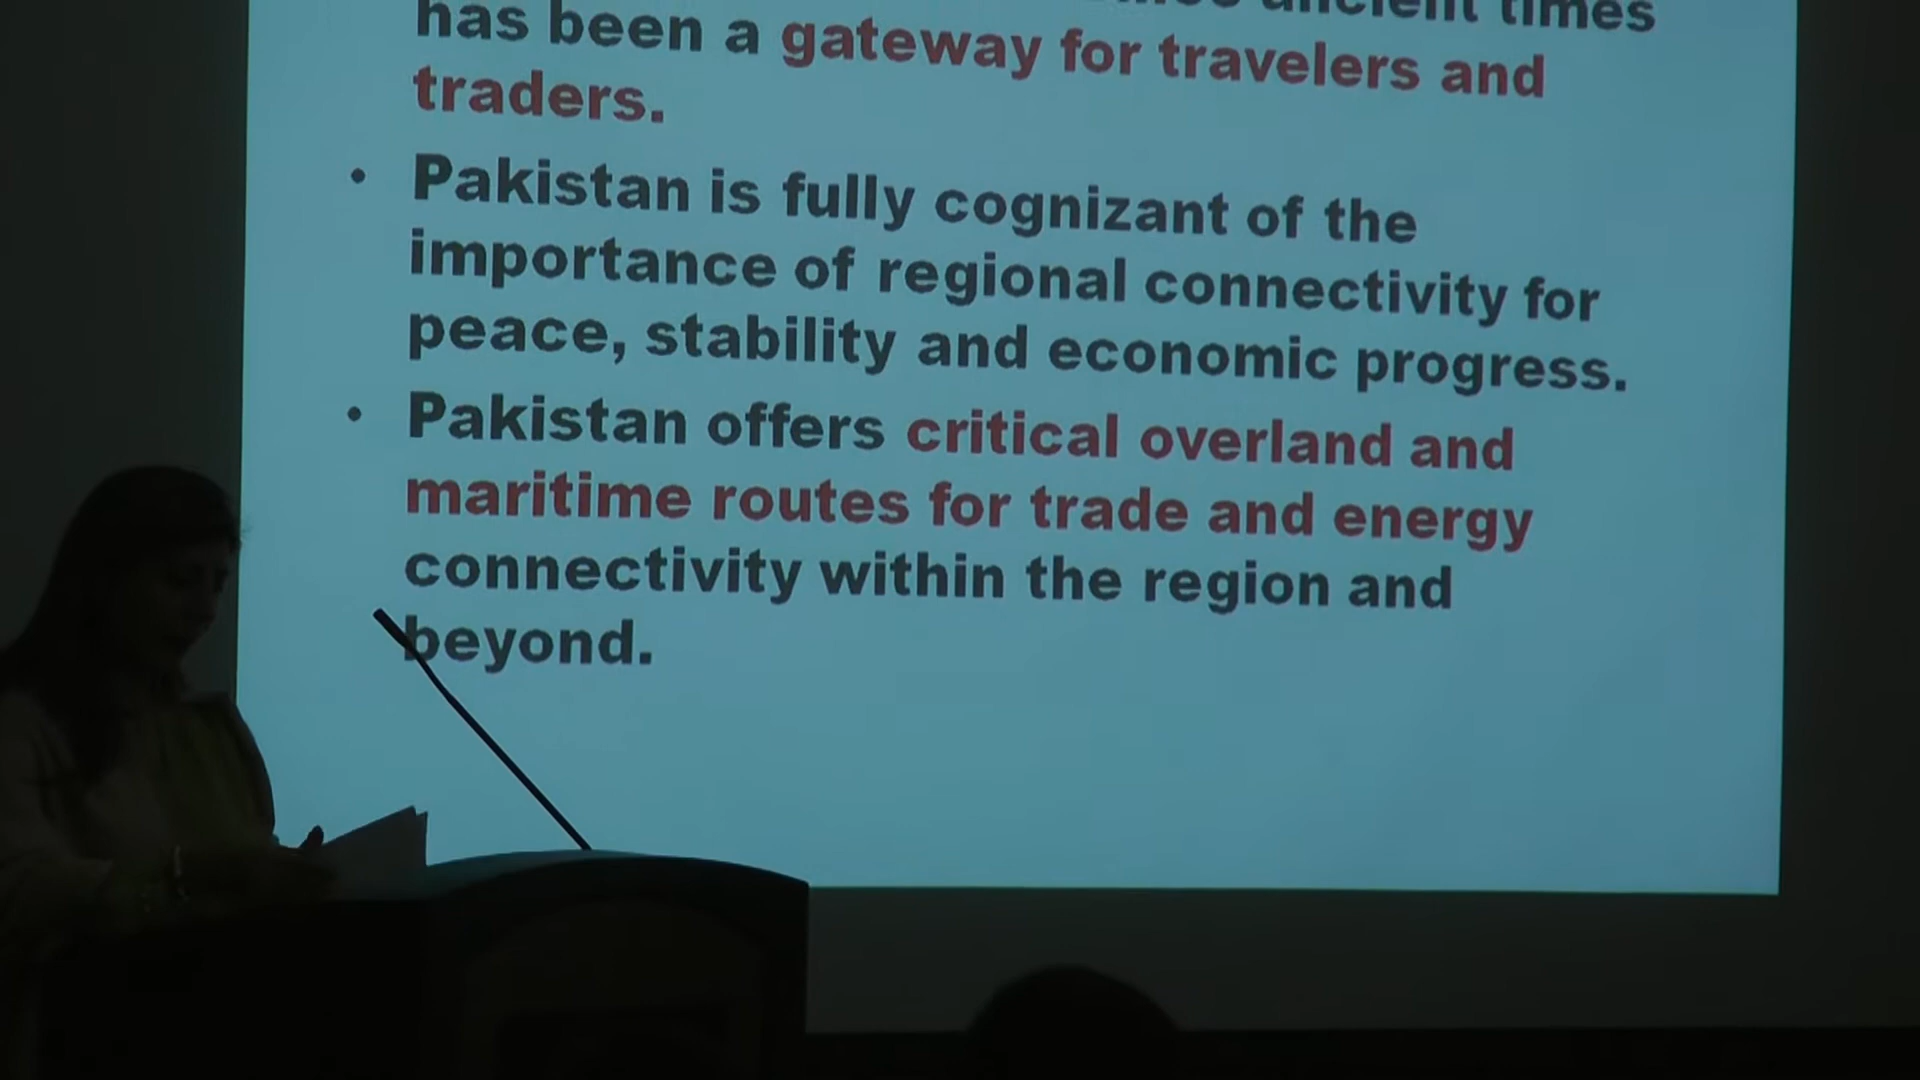 ancient times
has been a gateway for travelers and
traders.
• Pakistan is fully cognizant of the
importance of regional connectivity for
peace, stability and economic progress.
• Pakistan offers critical overland and
maritime routes for trade and energy
connectivity within the region and
beyond.